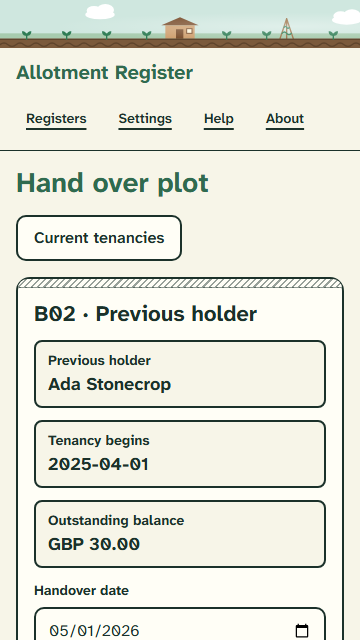 Allotment Register
Registers Settings Help About
Hand over plot
Current tenancies
B02 · Previous holder
Previous holder
Ada Stonecrop
Tenancy begins
2025-04-01
Outstanding balance
GBP 30.00
Handover date
05/01/2026